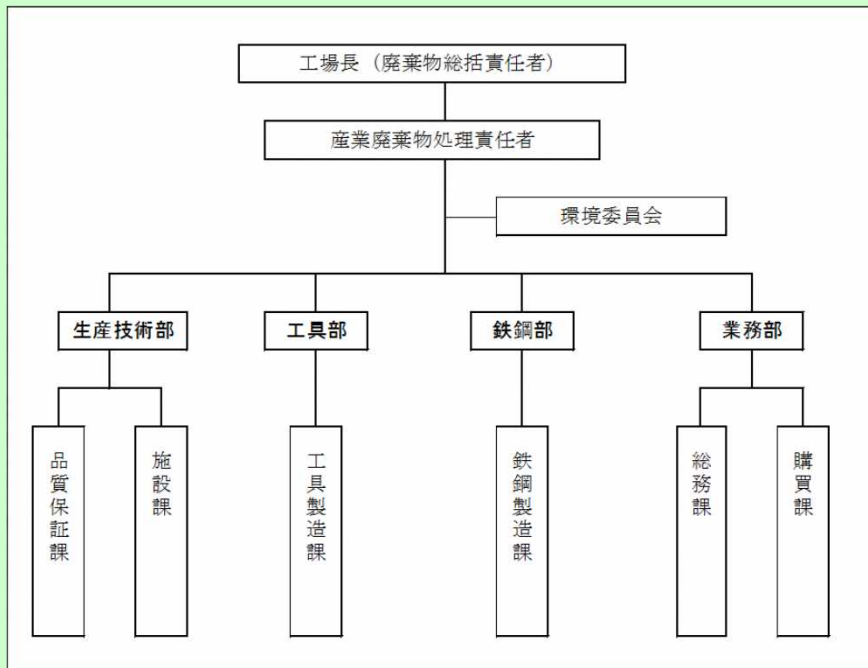 工場長（廃棄物総括責任者）
産業廃棄物処理責任者
環境委員会
生産技術部
工具部
鉄鋼部
業務部
品質保証課
施設課
工具製造課
鉄鋼製造課
総務課
購買課